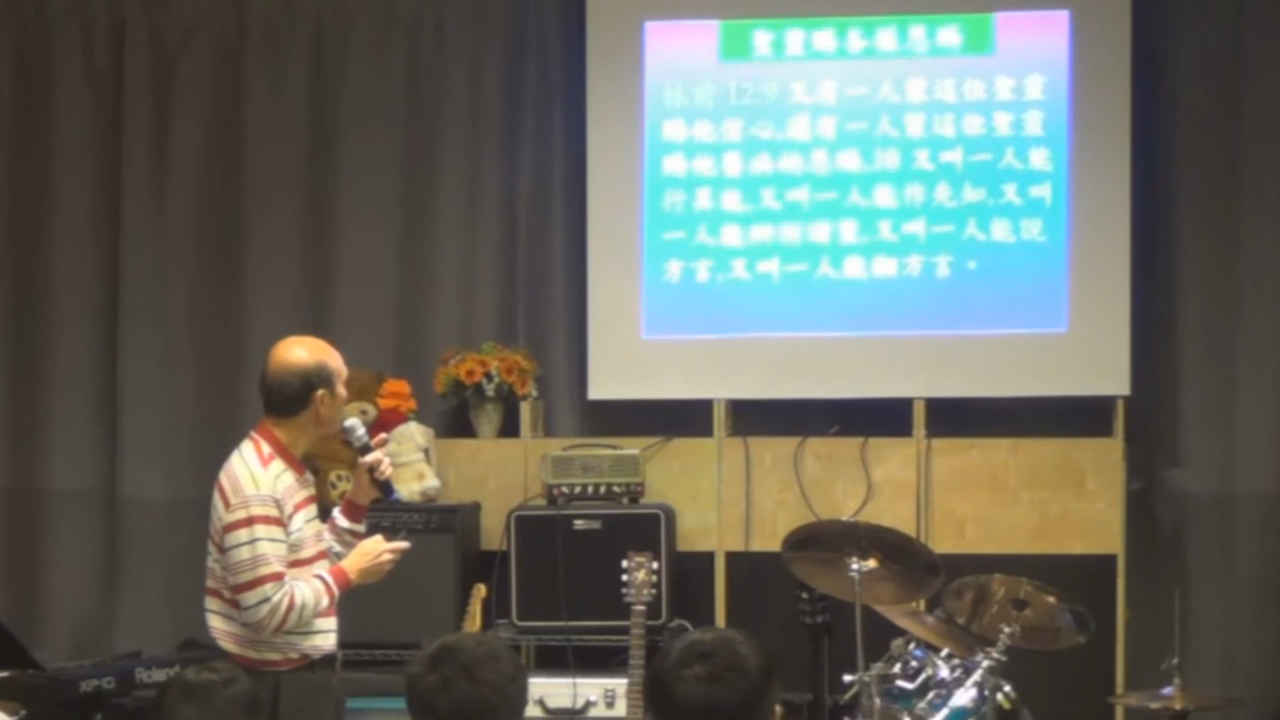 聖靈賜各樣恩賜
林前 12:9 又有一人蒙這位聖靈
賜他信心,還有一人蒙這位聖靈
賜他醫病的恩賜,10 又叫一人能
行異能,又叫一人能作先知,又叫
一人能辨別諸靈,又叫一人能說
方言,又叫一人能翻方言。
Roland